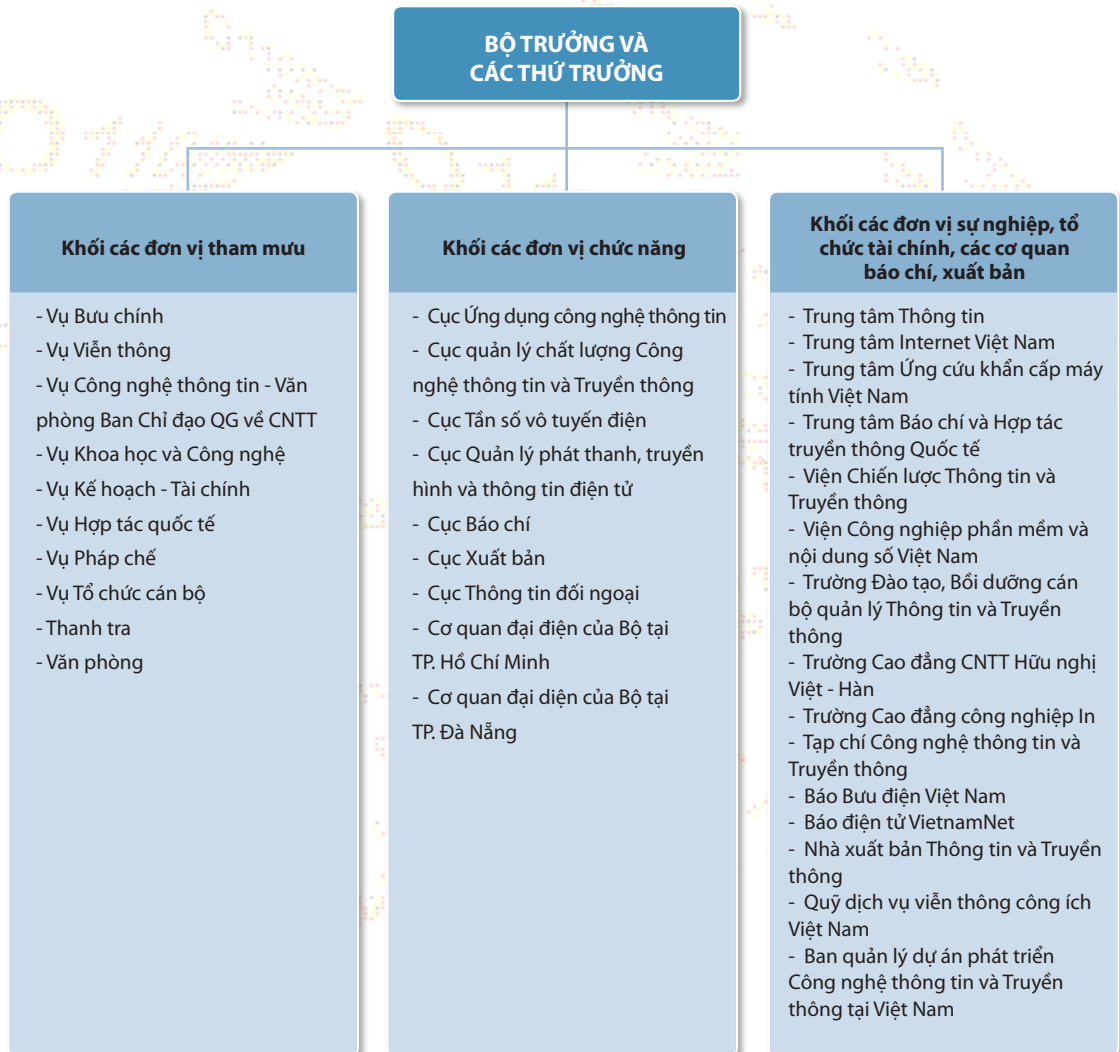 BỘ TRƯỞNG VÀ
CÁC THỨ TRƯỞNG
Khối các đơn vị tham mưu
- Vụ Bưu chính
- Vụ Viễn thông
- Vụ Công nghệ thông tin - Văn
phòng Ban Chỉ đạo QG về CNTT
- Vụ Khoa học và Công nghệ
- Vụ Kế hoạch - Tài chính
- Vụ Hợp tác quốc tế
- Vụ Pháp chế
- Vụ Tổ chức cán bộ
- Thanh tra
- Văn phòng
Khối các đơn vị chức năng
- Cục Ứng dụng công nghệ thông tin
- Cục quản lý chất lượng Công
nghệ thông tin và Truyền thông
- Cục Tần số vô tuyến điện
- Cục Quản lý phát thanh, truyền
hình và thông tin điện tử
- Cục Báo chí
- Cục Xuất bản
- Cục Thông tin đối ngoại
- Cơ quan đại điện của Bộ tại
TP. Hồ Chí Minh
- Cơ quan đại diện của Bộ tại
TP. Đà Nẵng
Khối các đơn vị sự nghiệp, tổ
chức tài chính, các cơ quan
báo chí, xuất bản
- Trung tâm Thông tin
- Trung tâm Internet Việt Nam
- Trung tâm Ứng cứu khẩn cấp máy
tính Việt Nam
- Trung tâm Báo chí và Hợp tác
truyền thông Quốc tế
- Viện Chiến lược Thông tin và
Truyền thông
- Viện Công nghiệp phần mềm và
nội dung số Việt Nam
- Trường Đào tạo, Bồi dưỡng cán
bộ quản lý Thông tin và Truyền
thông
- Trường Cao đẳng CNTT Hữu nghị
Việt - Hàn
- Trường Cao đẳng công nghiệp In
- Tạp chí Công nghệ thông tin và
Truyền thông
- Báo Bưu điện Việt Nam
- Báo điện tử VietnamNet
- Nhà xuất bản Thông tin và Truyền
thông
- Quỹ dịch vụ viễn thông công ích
Việt Nam
- Ban quản lý dự án phát triển
Công nghệ thông tin và Truyền
thông tại Việt Nam